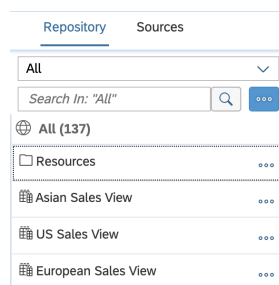 Repository Sources
All
Search In: "All"
All (137)
Resources
Asian Sales View
US Sales View
European Sales View